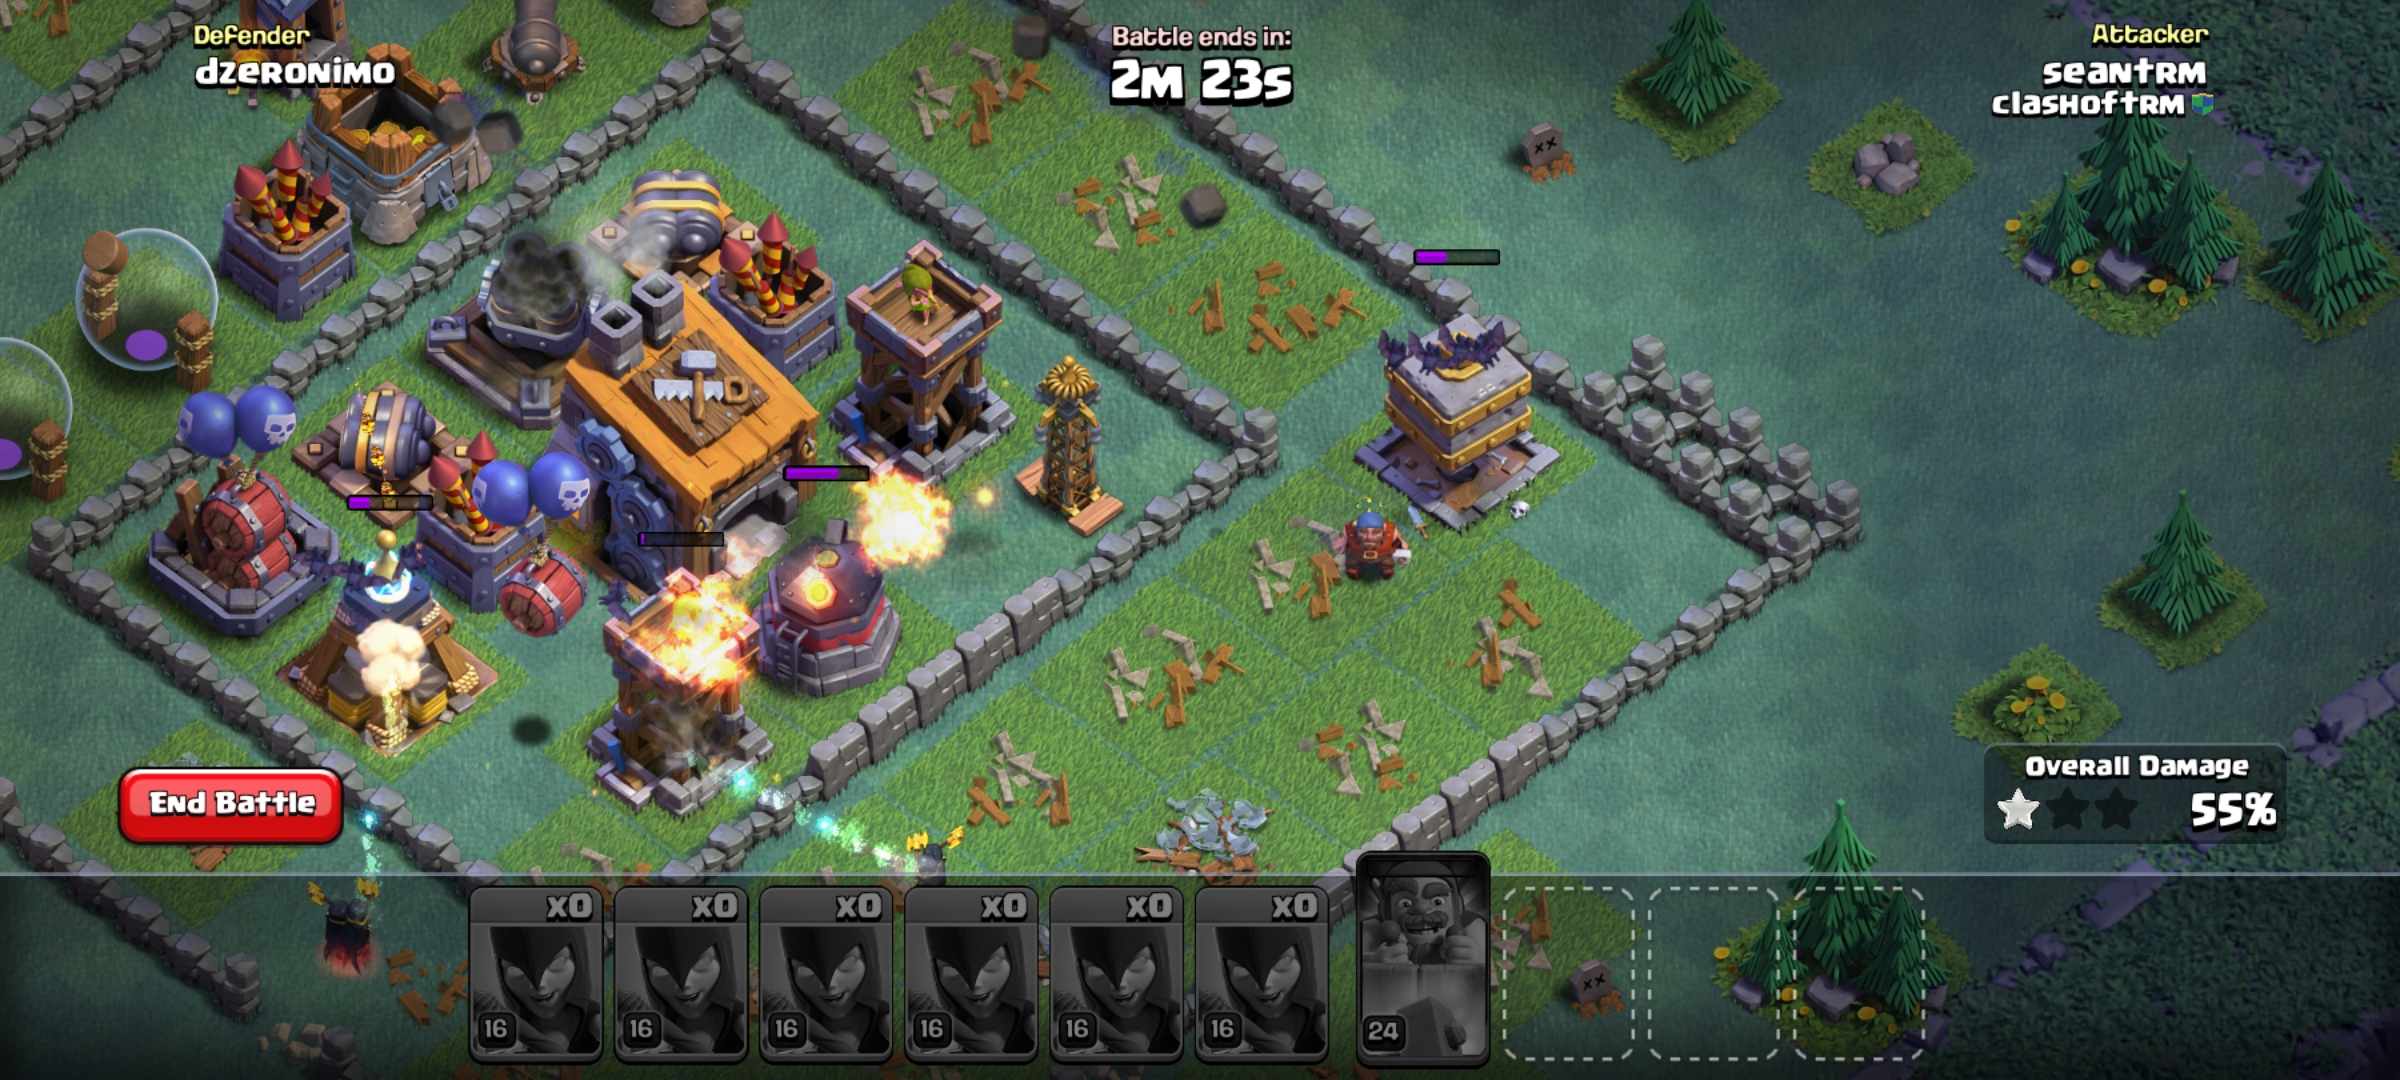 Defender
dzeronimo
Battle ends in:
2m 23s
Attacker
seantrm
clashoftrm
D
Overall Damage
55%
End Battle
x0
x0
x0
x0
x0
x0
16
16
16
16
16
16
24